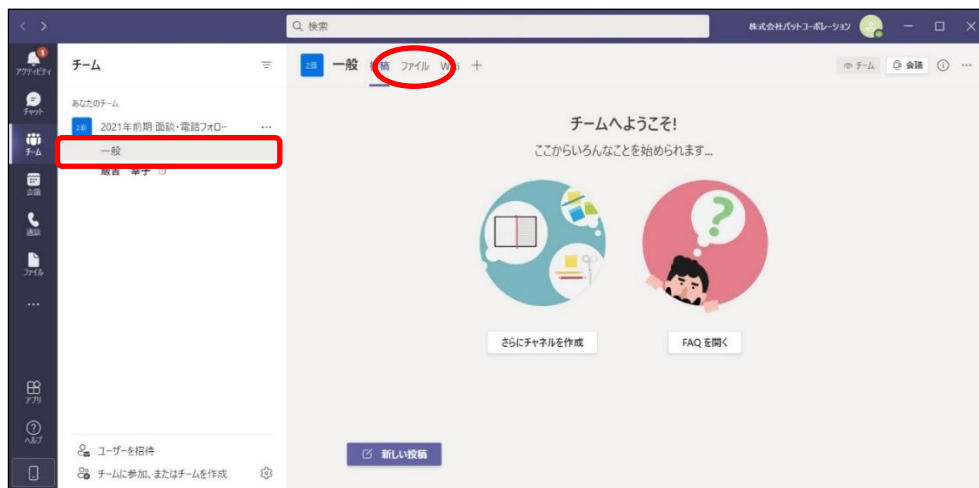 検索
株式会社パットコーポレーション
1
アクティビティ
チャット
チーム
会議
通話
ファイル
アプリ
ヘルプ
チーム
あなたのチーム
2021年前期 面談・電話フォロー
一般
一般
投稿 ファイル Wiki
チーム
会議
チームへようこそ!
ここからいろんなことを始められます...
さらにチャネルを作成
FAQ を開く
新しい投稿
ユーザーを招待
チームに参加、またはチームを作成